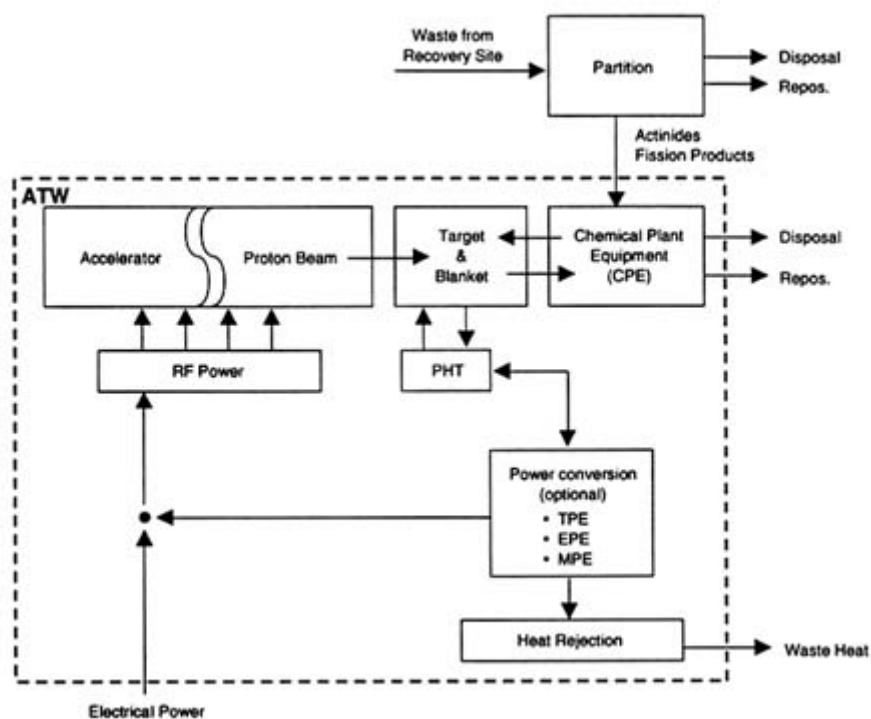 Waste from
Recovery Site
Partition
Disposal
Repos.
Actinides
Fission Products
ATW
Accelerator
Proton Beam
Target
&
Blanket
Chemical Plant
Equipment
(CPE)
Disposal
Repos.
RF Power
PHT
Power conversion
(optional)
• TPE
• EPE
• MPE
Heat Rejection
Waste Heat
Electrical Power